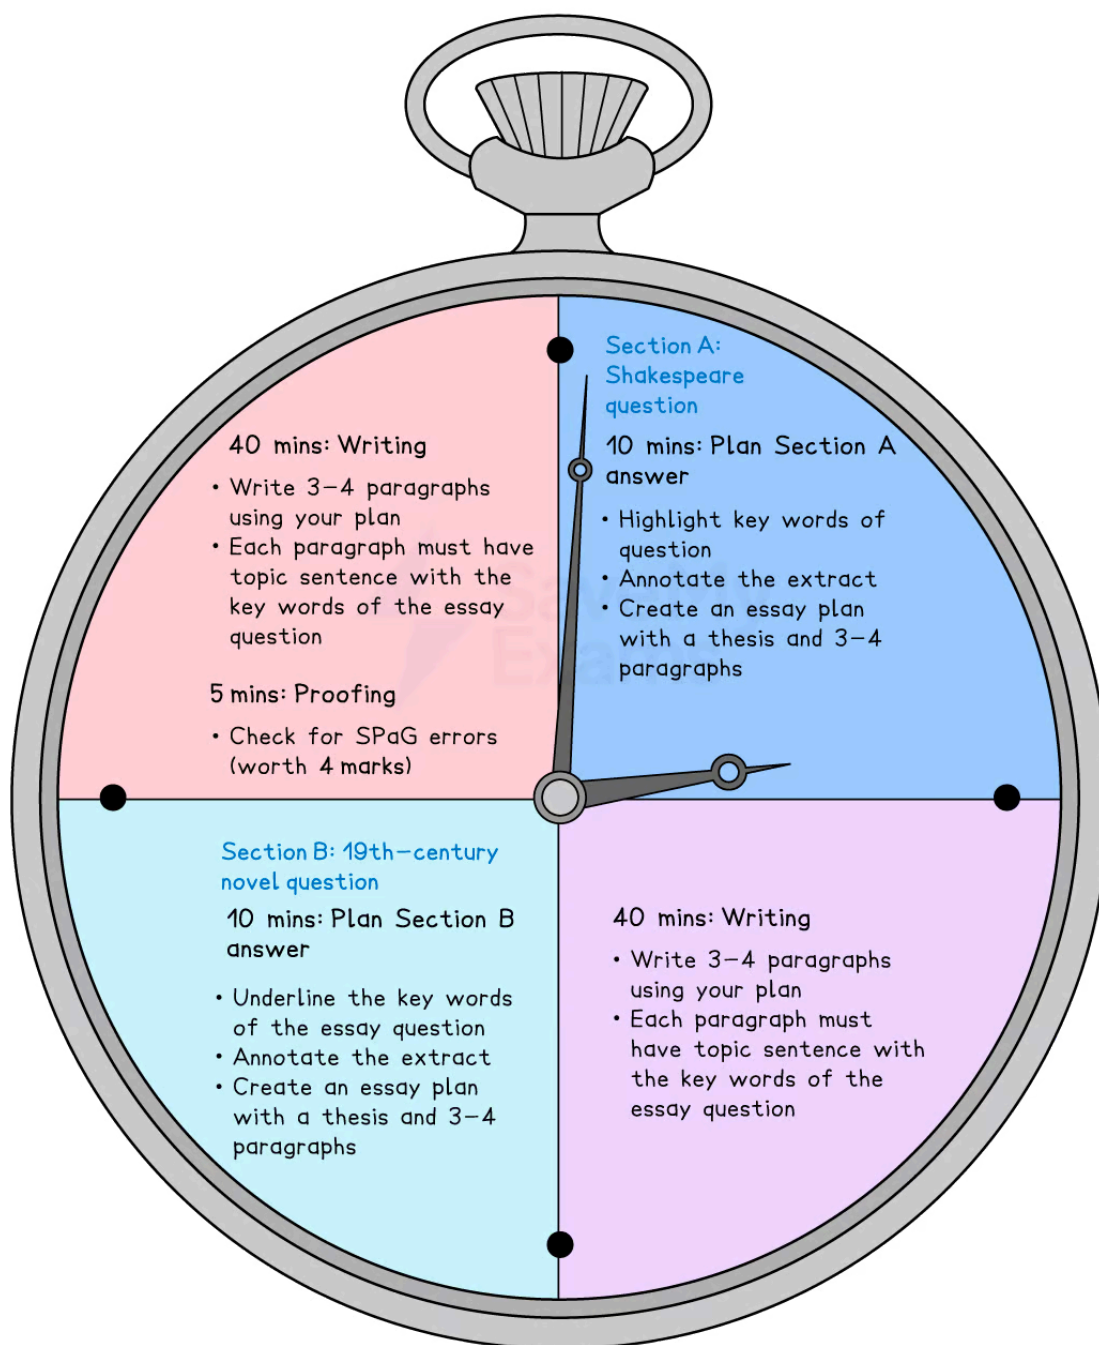 Section A:
Shakespeare
question
10 mins: Plan Section A
answer
• Highlight key words of
question
• Annotate the extract
• Create an essay plan
with a thesis and 3–4
paragraphs
40 mins: Writing
• Write 3–4 paragraphs
using your plan
• Each paragraph must
have topic sentence with
the key words of the
essay question
Section B: 19th–century
novel question
10 mins: Plan Section B
answer
• Underline the key words
of the essay question
• Annotate the extract
• Create an essay plan
with a thesis and 3–4
paragraphs
40 mins: Writing
• Write 3–4 paragraphs
using your plan
• Each paragraph must have
topic sentence with the
key words of the essay
question
5 mins: Proofing
• Check for SPaG errors
(worth 4 marks)
Save My
Exams